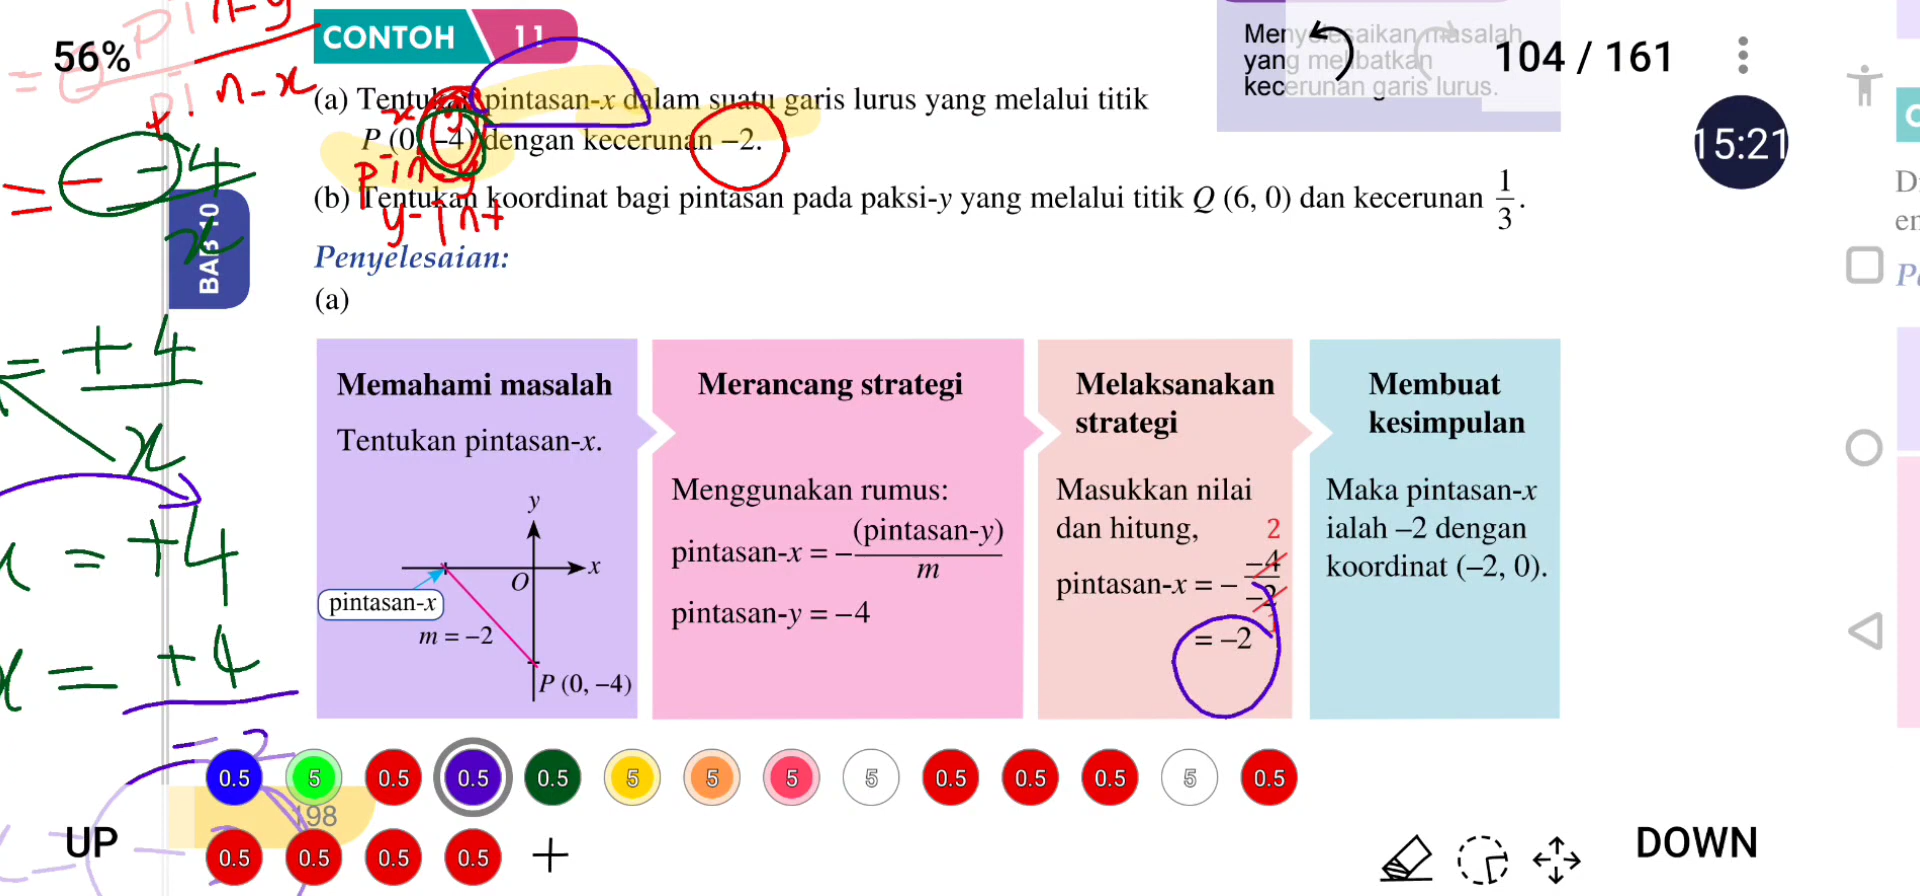 56%
CONTOH 11
Menyelesaikan masalah
yang melibatkan
kecerunan garis lurus.
104 / 161
15:21
n-x
(a) Tentukan pintasan-x dalam suatu garis lurus yang melalui titik
P (0, -4) dengan kecerunan –2.
(b) Tentukan koordinat bagi pintasan pada paksi-y yang melalui titik Q (6, 0) dan kecerunan 1/3.
y-int
Penyelesaian:
(a)
BAB 10
= - -4
x
= +4
x
x = +4
x = +4
-2
Memahami masalah
Tentukan pintasan-x.
y
x
O
pintasan-x
m = –2
P (0, –4)
Merancang strategi
Menggunakan rumus:
pintasan-x = –(pintasan-y)/m
pintasan-y = –4
Melaksanakan
strategi
Masukkan nilai
dan hitung,
2
pintasan-x = – –4/–2
1
= –2
Membuat
kesimpulan
Maka pintasan-x
ialah –2 dengan
koordinat (–2, 0).
0.5 5 0.5 0.5 0.5 5 5 5 5 0.5 0.5 0.5 5 0.5
198
UP
0.5 0.5 0.5 0.5 +
DOWN